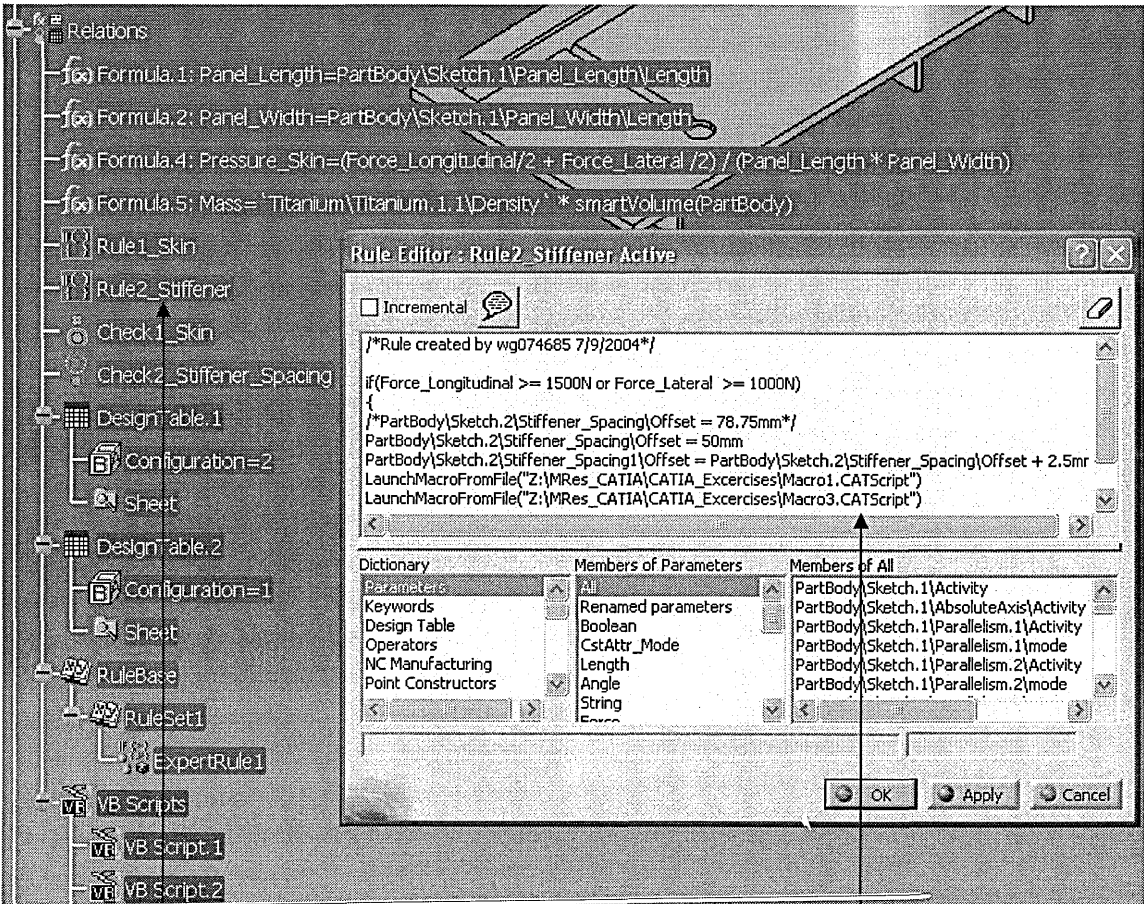 Relations
f(x) Formula.1: Panel_Length=PartBody\Sketch.1\Panel_Length\Length
f(x) Formula.2: Panel_Width=PartBody\Sketch.1\Panel_Width\Length
f(x) Formula.4: Pressure_Skin=(Force_Longitudinal/2 + Force_Lateral /2) / (Panel_Length * Panel_Width)
f(x) Formula.5: Mass=`Titanium\Titanium.1.1\Density` * smartVolume(PartBody)
Rule1_Skin
Rule2_Stiffener
Check1_Skin
Check2_Stiffener_Spacing
DesignTable.1
Configuration=2
Sheet
DesignTable.2
Configuration=1
Sheet
RuleBase
RuleSet1
ExpertRule1
VB Scripts
VB Script.1
VB Script.2
Rule Editor : Rule2_Stiffener Active
Incremental
/*Rule created by wg074685 7/9/2004*/
if(Force_Longitudinal >= 1500N or Force_Lateral >= 1000N)
{
/*PartBody\Sketch.2\Stiffener_Spacing\Offset = 78.75mm*/
PartBody\Sketch.2\Stiffener_Spacing\Offset = 50mm
PartBody\Sketch.2\Stiffener_Spacing1\Offset = PartBody\Sketch.2\Stiffener_Spacing\Offset + 2.5mr
LaunchMacroFromFile("Z:\MRes_CATIA\CATIA_Excercises\Macro1.CATScript")
LaunchMacroFromFile("Z:\MRes_CATIA\CATIA_Excercises\Macro3.CATScript")
Dictionary
Parameters
Keywords
Design Table
Operators
NC Manufacturing
Point Constructors
Members of Parameters
All
Renamed parameters
Boolean
CstAttr_Mode
Length
Angle
String
Force
Members of All
PartBody\Sketch.1\Activity
PartBody\Sketch.1\AbsoluteAxis\Activity
PartBody\Sketch.1\Parallelism.1\Activity
PartBody\Sketch.1\Parallelism.1\mode
PartBody\Sketch.1\Parallelism.2\Activity
PartBody\Sketch.1\Parallelism.2\mode
OK
Apply
Cancel